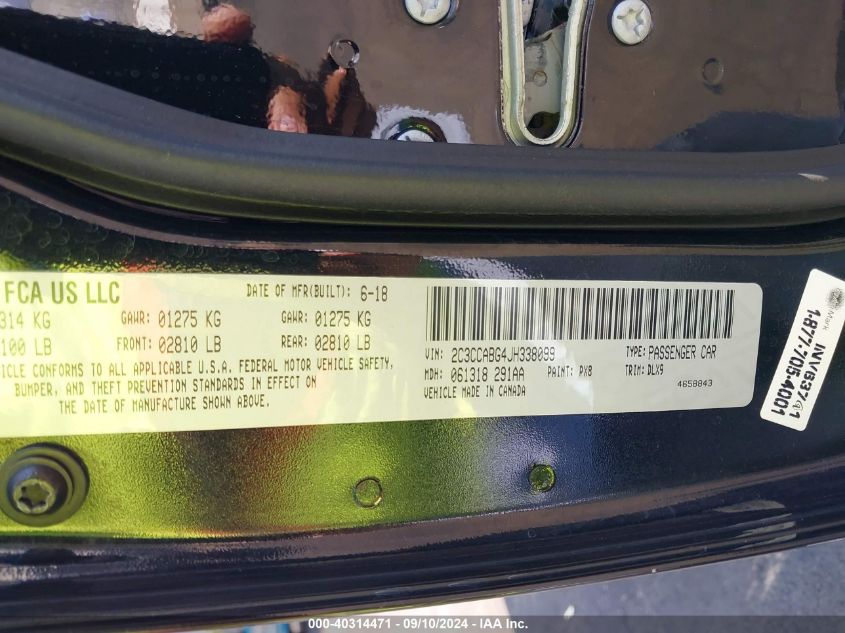 FCA US LLC
DATE OF MFR(BUILT): 6-18
314 KG GAWR: 01275 KG GAWR: 01275 KG
100 LB FRONT: 02810 LB REAR: 02810 LB
VEHICLE CONFORMS TO ALL APPLICABLE U.S.A. FEDERAL MOTOR VEHICLE SAFETY,
BUMPER, AND THEFT PREVENTION STANDARDS IN EFFECT ON
THE DATE OF MANUFACTURE SHOWN ABOVE.
VIN: 2C3CCABG4JH338099 TYPE: PASSENGER CAR
MDH: 061318 291AA PAINT: PX8 TRIM: DLX9
VEHICLE MADE IN CANADA 4658843
Mark
INV637
1-877-705-4001
000-40314471 - 09/10/2024 - IAA Inc.